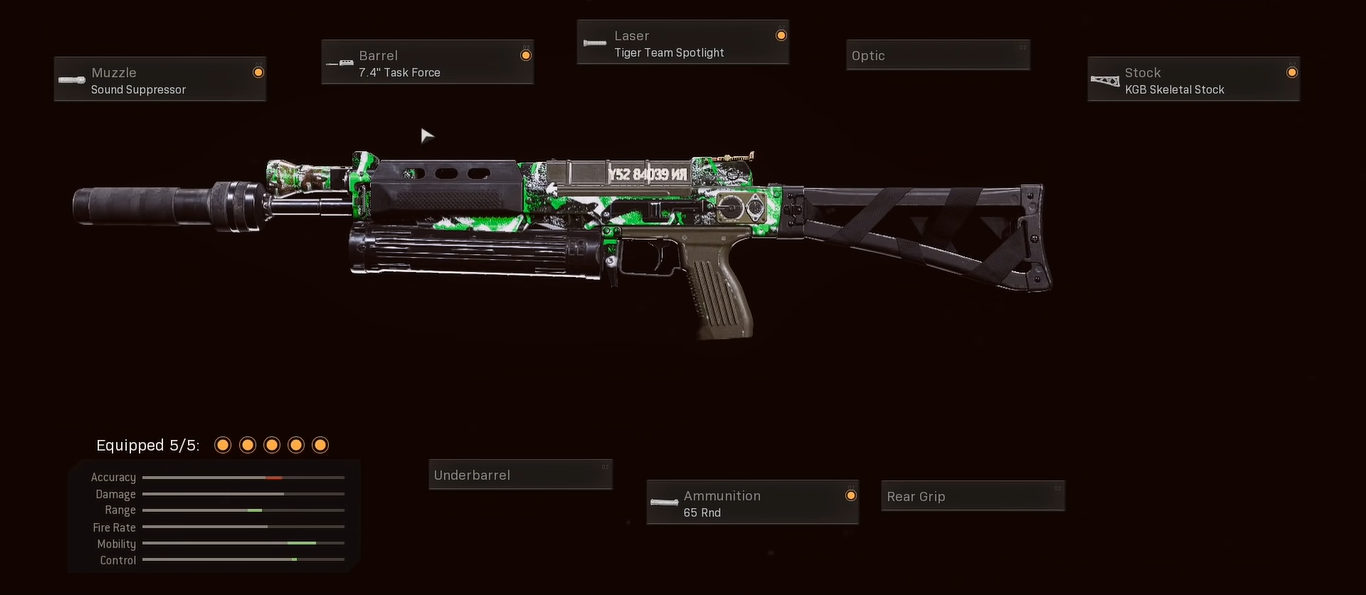 Laser
Tiger Team Spotlight
Barrel
7.4" Task Force
Optic
Muzzle
Sound Suppressor
Stock
KGB Skeletal Stock
Y52 84039 ИЯ
Equipped 5/5:
Accuracy
Damage
Range
Fire Rate
Mobility
Control
Underbarrel
Ammunition
65 Rnd
Rear Grip